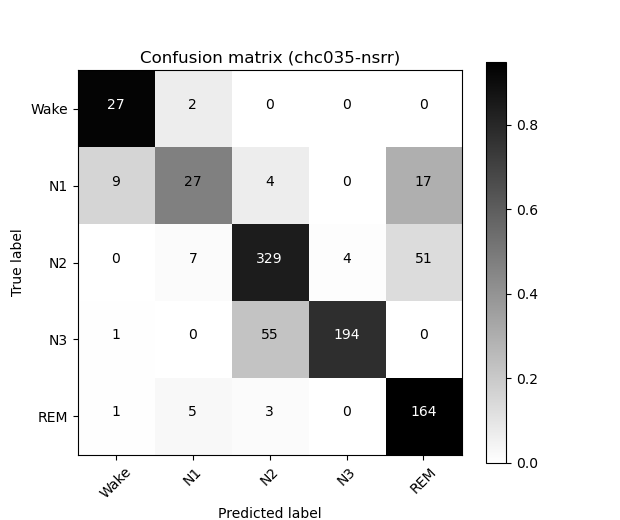 Confusion matrix (chc035-nsrr)
Wake 27 2 0 0 0
N1 9 27 4 0 17
N2 0 7 329 4 51
N3 1 0 55 194 0
REM 1 5 3 0 164
Wake N1 N2 N3 REM
True label
Predicted label
0.8
0.6
0.4
0.2
0.0